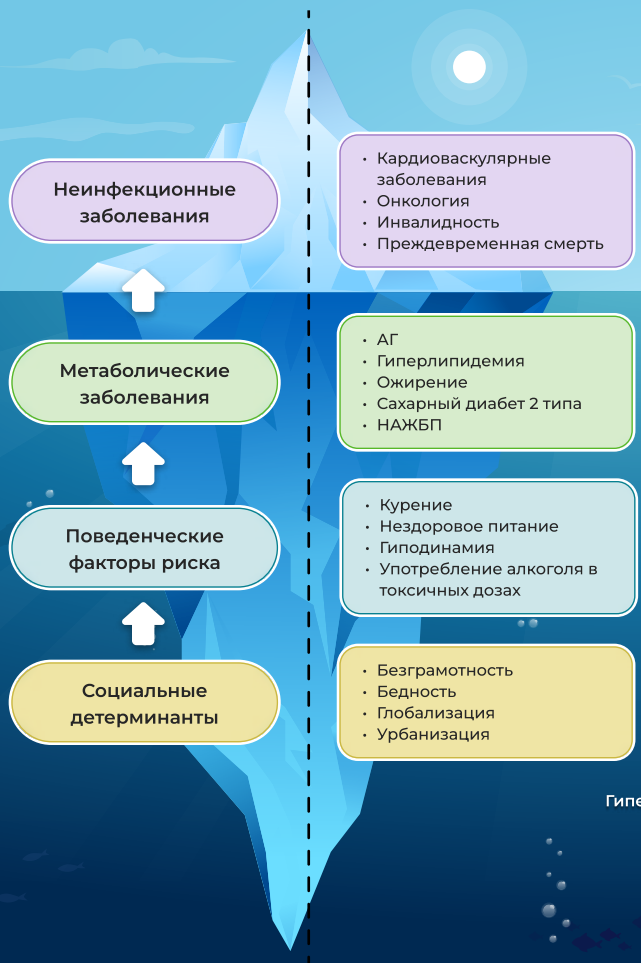 Неинфекционные
заболевания
• Кардиоваскулярные
заболевания
• Онкология
• Инвалидность
• Преждевременная смерть
Метаболические
заболевания
• АГ
• Гиперлипидемия
• Ожирение
• Сахарный диабет 2 типа
• НАЖБП
Поведенческие
факторы риска
• Курение
• Нездоровое питание
• Гиподинамия
• Употребление алкоголя в
токсичных дозах
Социальные
детерминанты
• Безграмотность
• Бедность
• Глобализация
• Урбанизация